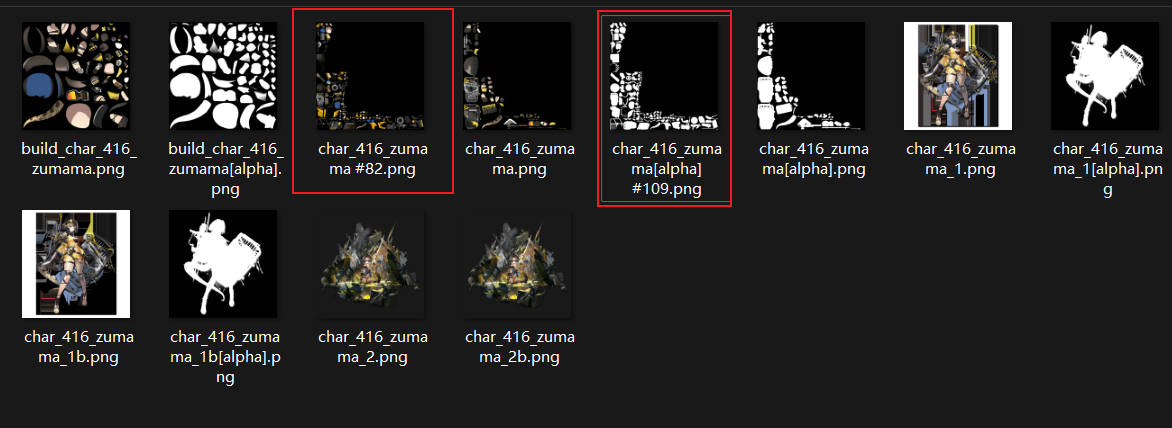 build_char_416_
zumama.png
build_char_416_
zumama[alpha].
png
char_416_zuma
ma #82.png
char_416_zuma
ma.png
char_416_zuma
ma[alpha]
#109.png
char_416_zuma
ma[alpha].png
char_416_zuma
ma_1.png
char_416_zuma
ma_1[alpha].pn
g
char_416_zuma
ma_1b.png
char_416_zuma
ma_1b[alpha].p
ng
char_416_zuma
ma_2.png
char_416_zuma
ma_2b.png